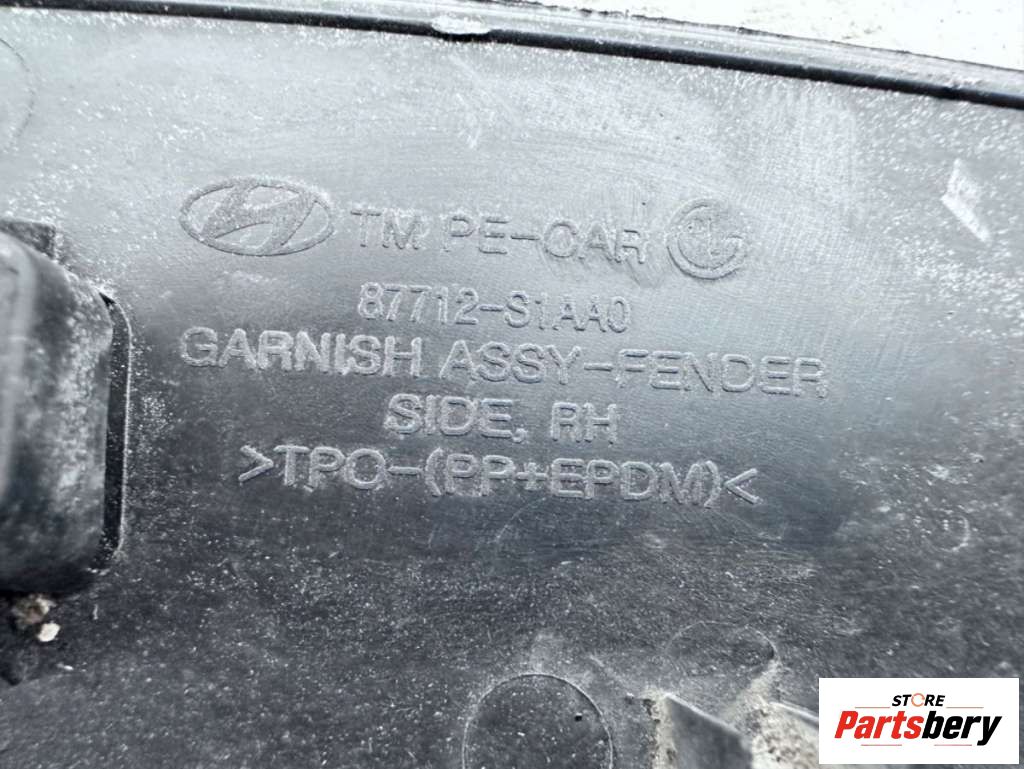 TM PE-CAR
87712-S1AA0
GARNISH ASSY-FENDER
SIDE, RH
>TPO-(PP+EPDM)<
STORE
Partsbery